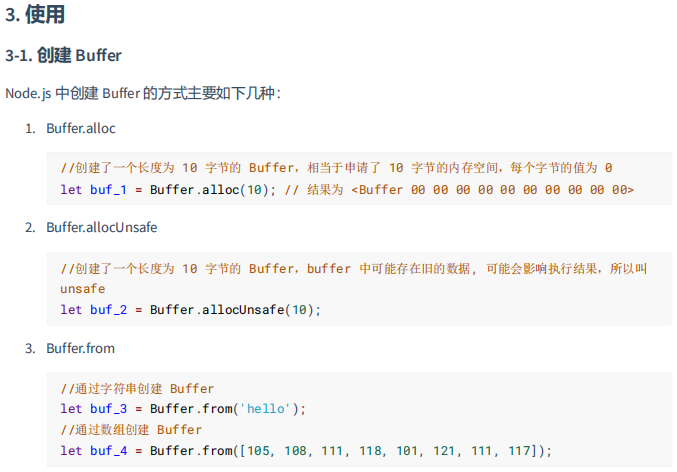 3. 使用
3-1. 创建 Buffer
Node.js 中创建 Buffer 的方式主要如下几种：
1. Buffer.alloc
//创建了一个长度为 10 字节的 Buffer，相当于申请了 10 字节的内存空间，每个字节的值为 0
let buf_1 = Buffer.alloc(10); // 结果为 <Buffer 00 00 00 00 00 00 00 00 00 00>
2. Buffer.allocUnsafe
//创建了一个长度为 10 字节的 Buffer，buffer 中可能存在旧的数据, 可能会影响执行结果，所以叫
unsafe
let buf_2 = Buffer.allocUnsafe(10);
3. Buffer.from
//通过字符串创建 Buffer
let buf_3 = Buffer.from('hello');
//通过数组创建 Buffer
let buf_4 = Buffer.from([105, 108, 111, 118, 101, 121, 111, 117]);